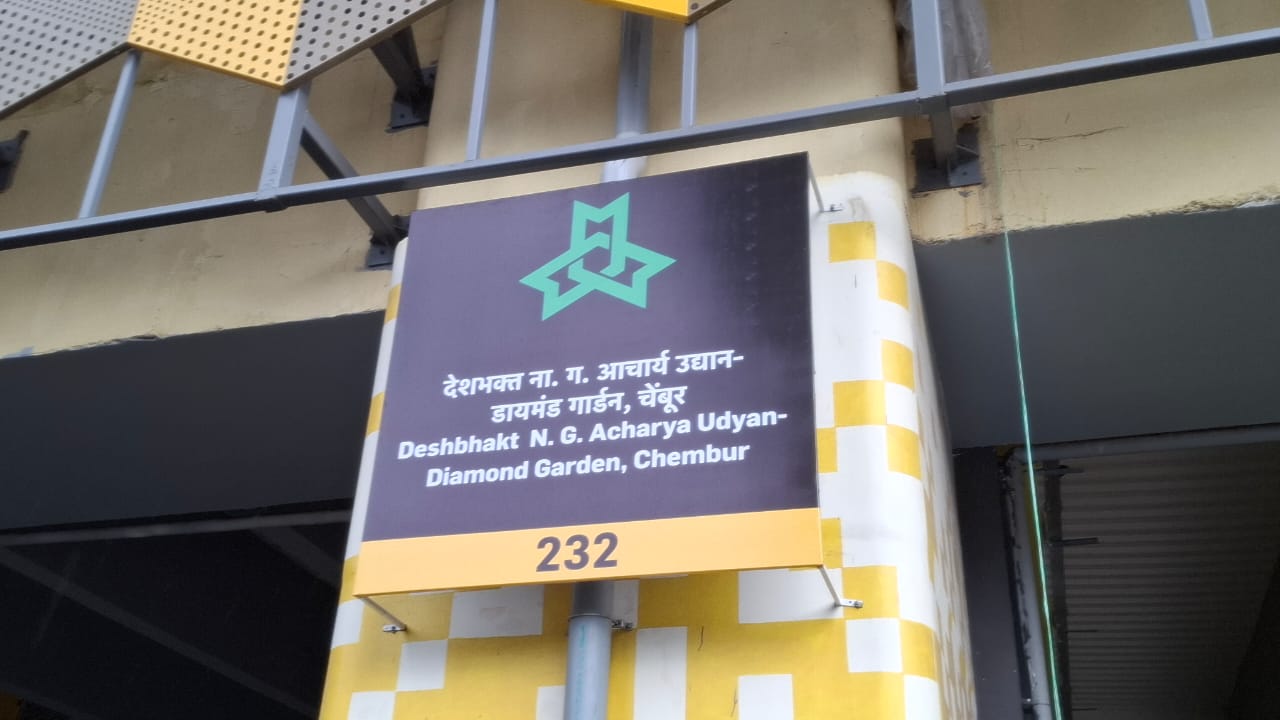 देशभक्त ना. ग. आचार्य उद्यान-
डायमंड गार्डन, चेंबूर
Deshbhakt N. G. Acharya Udyan-
Diamond Garden, Chembur
232